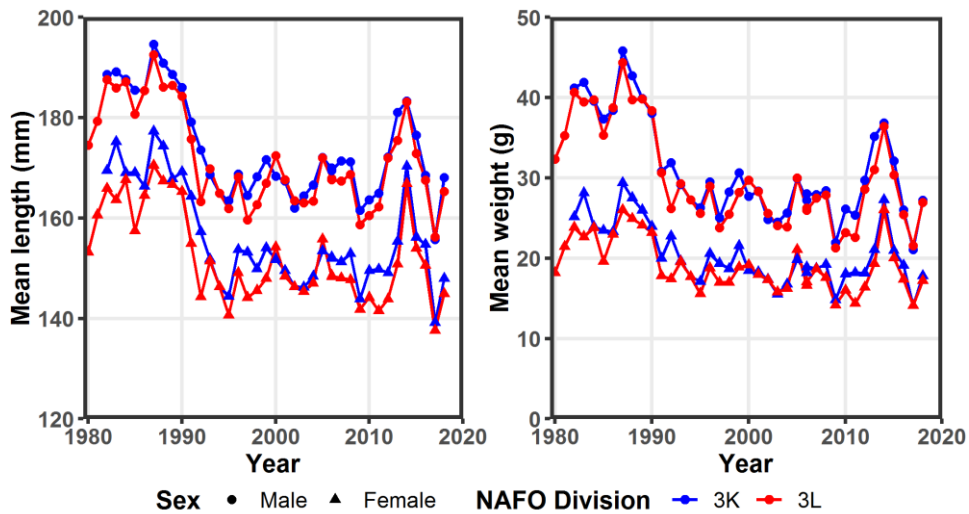 200
180
160
140
120
Mean length (mm)
1980 1990 2000 2010 2020
Year
50
40
30
20
10
0
Mean weight (g)
1980 1990 2000 2010 2020
Year
Sex Male Female NAFO Division 3K 3L